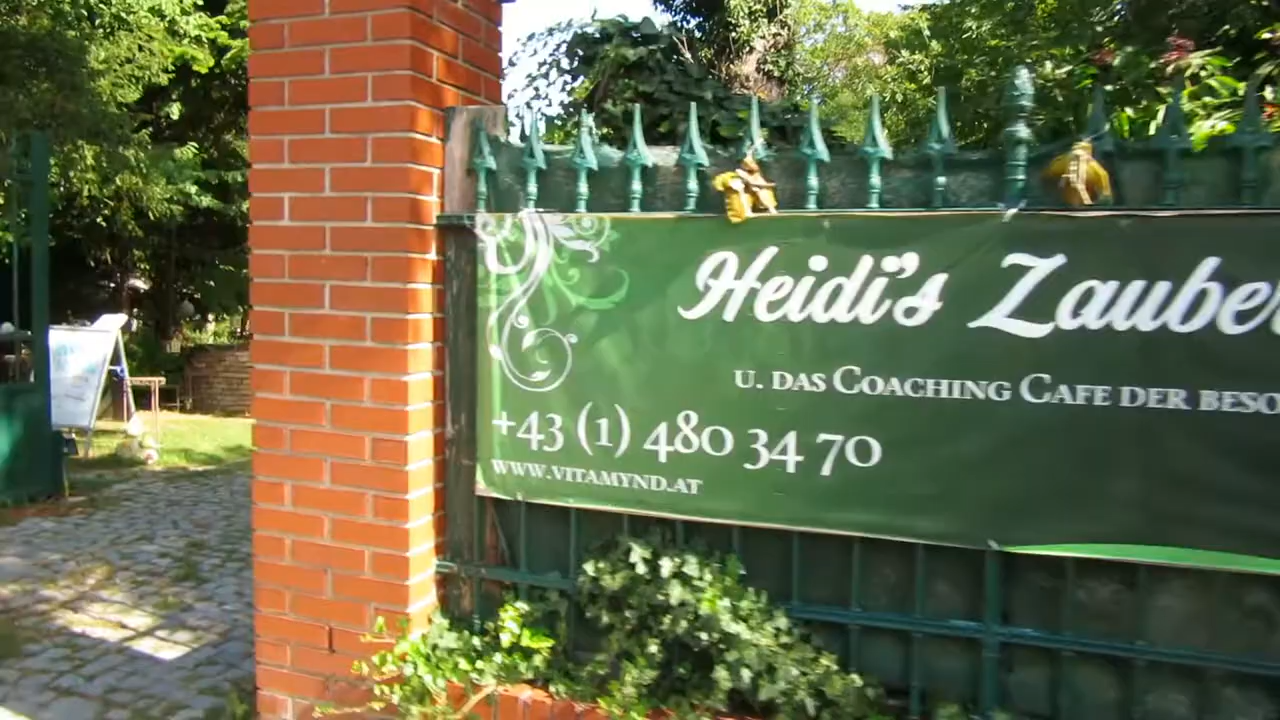 Heidi's Zauber
U. DAS COACHING CAFE DER BESO
+43 (1) 480 34 70
WWW.VITAMYND.AT